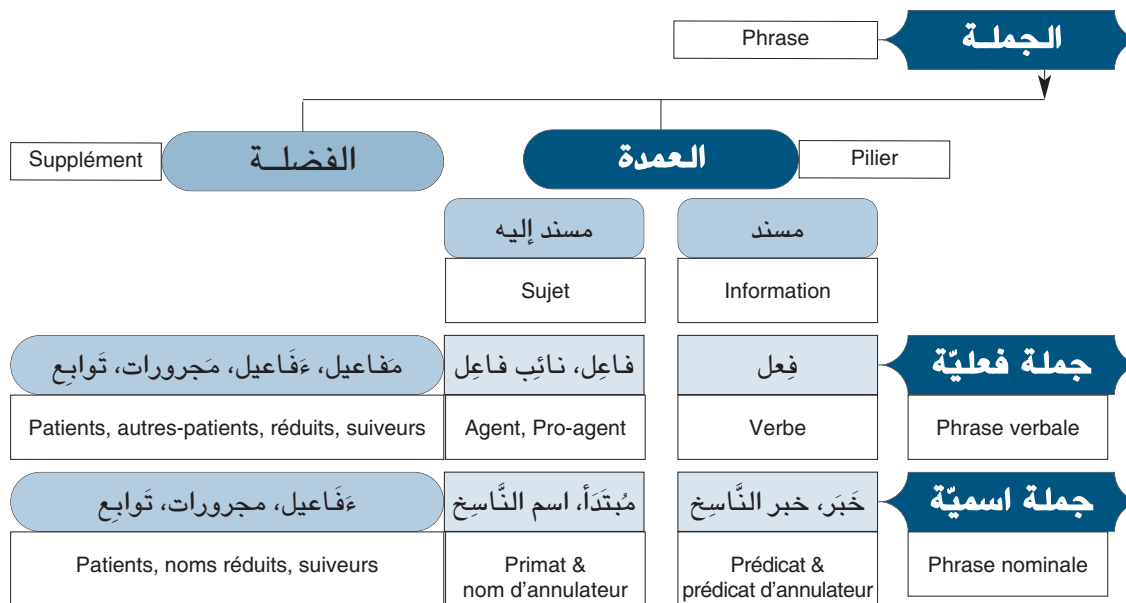 الجملة
Phrase
العمدة
Pilier
الفضلة
Supplément
مسند
مسند إليه
Information
Sujet
جملة فعليّة
فِعل
فاعِل، نائِب فاعِل
مَفاعيل، ءَفَاعيل، مَجرورات، تَوابِع
Phrase verbale
Verbe
Agent, Pro-agent
Patients, autres-patients, réduits, suiveurs
جملة اسميّة
خَبَر، خبر النَّاسِخ
مُبتَدَأ، اسم النَّاسِخ
ءَفَاعيل، مجرورات، تَوابِع
Phrase nominale
Prédicat &
prédicat d'annulateur
Primat &
nom d'annulateur
Patients, noms réduits, suiveurs